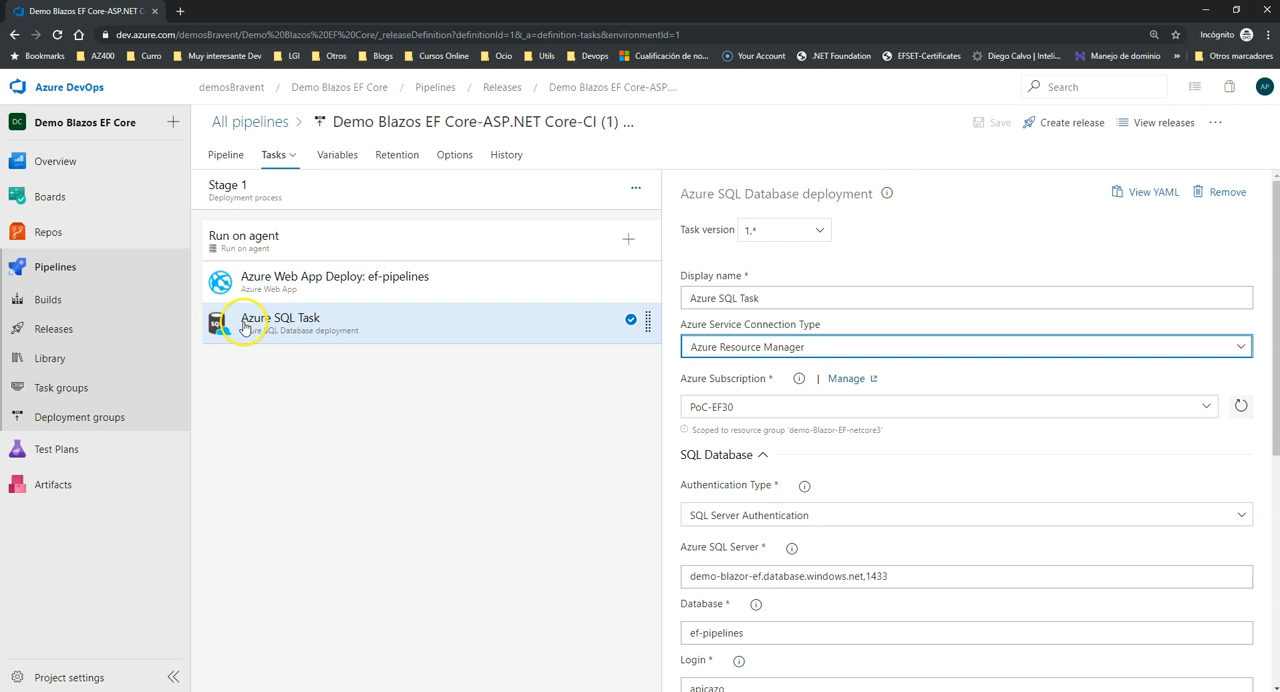 Demo Blazos EF Core-ASP.NET C
dev.azure.com/demosBravent/Demo%20Blazos%20%20EF%20Core/_releaseDefinition?definitionId=1&_a=definition-tasks&environmentId=1
Incógnito
Bookmarks AZ400 Curro Muy interesante Dev LGI Otros Blogs Cursos Online Ocio Utils Devops Cualificación de no... Your Account .NET Foundation EFSET-Certificates Diego Calvo | Inteli... Manejo de dominio » Otros marcadores
Azure DevOps
demosBravent / Demo Blazos EF Core / Pipelines / Releases / Demo Blazos EF Core-ASP....
Search
AP
DC Demo Blazos EF Core
All pipelines > Demo Blazos EF Core-ASP.NET Core-CI (1) ...
Save Create release View releases ...
Overview
Boards
Repos
Pipelines
Builds
Releases
Library
Task groups
Deployment groups
Test Plans
Artifacts
Project settings
Pipeline Tasks Variables Retention Options History
Stage 1
Deployment process
Run on agent
Run on agent
Azure Web App Deploy: ef-pipelines
Azure Web App
Azure SQL Task
Azure SQL Database deployment
SQL
Azure SQL Database deployment
View YAML Remove
Task version 1.*
Display name *
Azure SQL Task
Azure Service Connection Type
Azure Resource Manager
Azure Subscription * | Manage
PoC-EF30
Scoped to resource group 'demo-Blazor-EF-netcore3'
SQL Database
Authentication Type *
SQL Server Authentication
Azure SQL Server *
demo-blazor-ef.database.windows.net,1433
Database *
ef-pipelines
Login *
apicazo